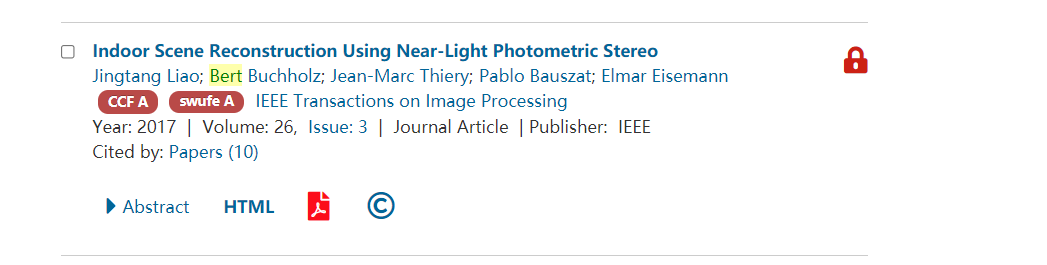 Indoor Scene Reconstruction Using Near-Light Photometric Stereo
Jingtang Liao; Bert Buchholz; Jean-Marc Thiery; Pablo Bauszat; Elmar Eisemann
CCF A swufe A IEEE Transactions on Image Processing
Year: 2017 | Volume: 26, Issue: 3 | Journal Article | Publisher: IEEE
Cited by: Papers (10)
Abstract HTML ©